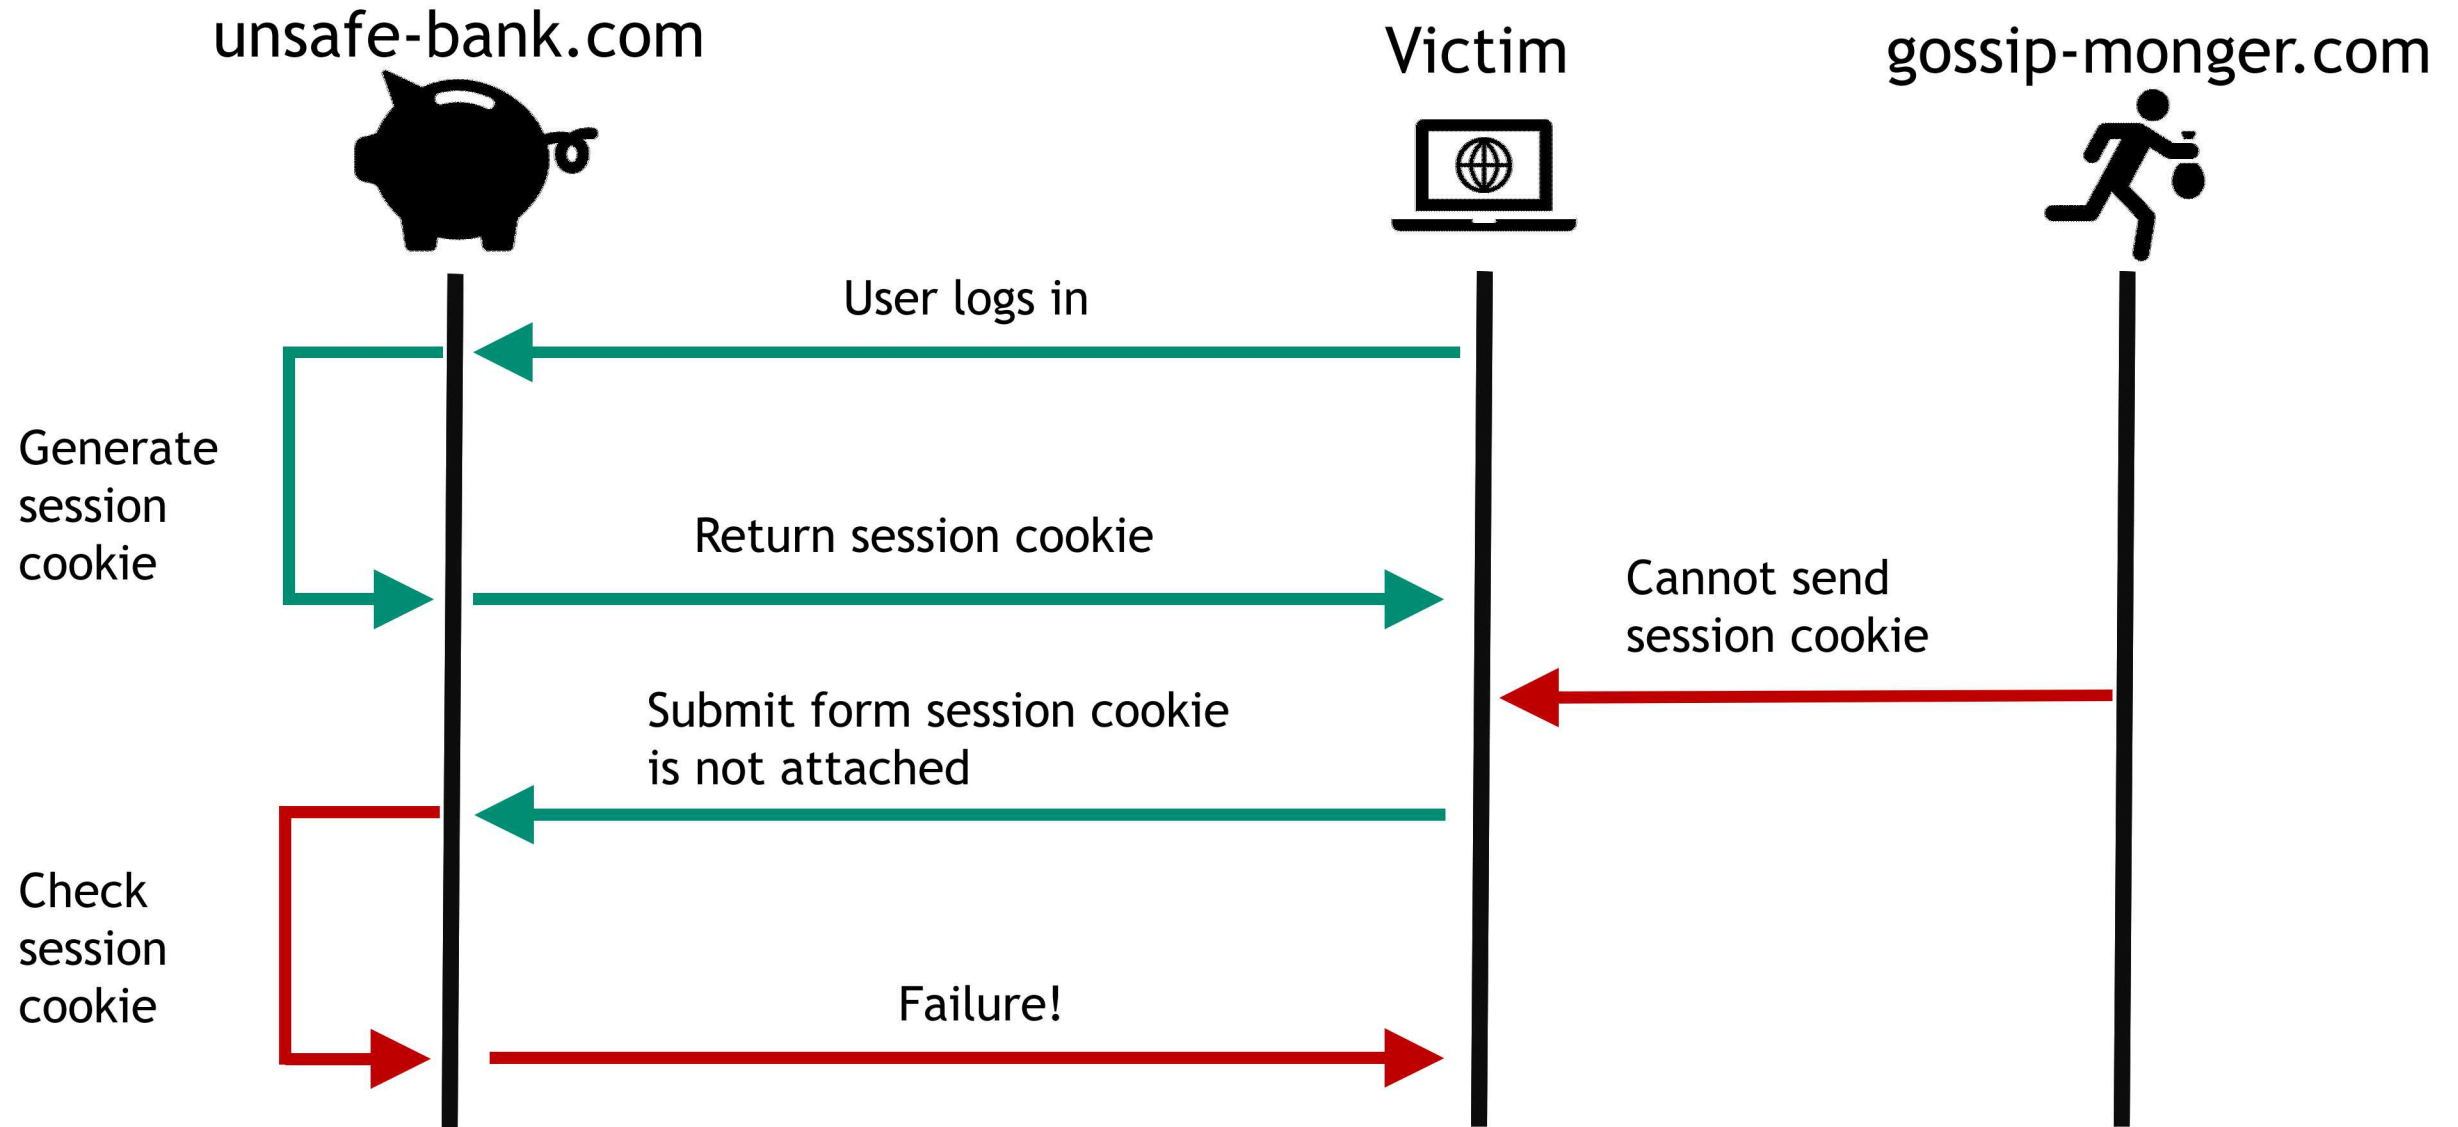 unsafe-bank.com
Victim
gossip-monger.com
User logs in
Generate
session
cookie
Return session cookie
Cannot send
session cookie
Submit form session cookie
is not attached
Check
session
cookie
Failure!